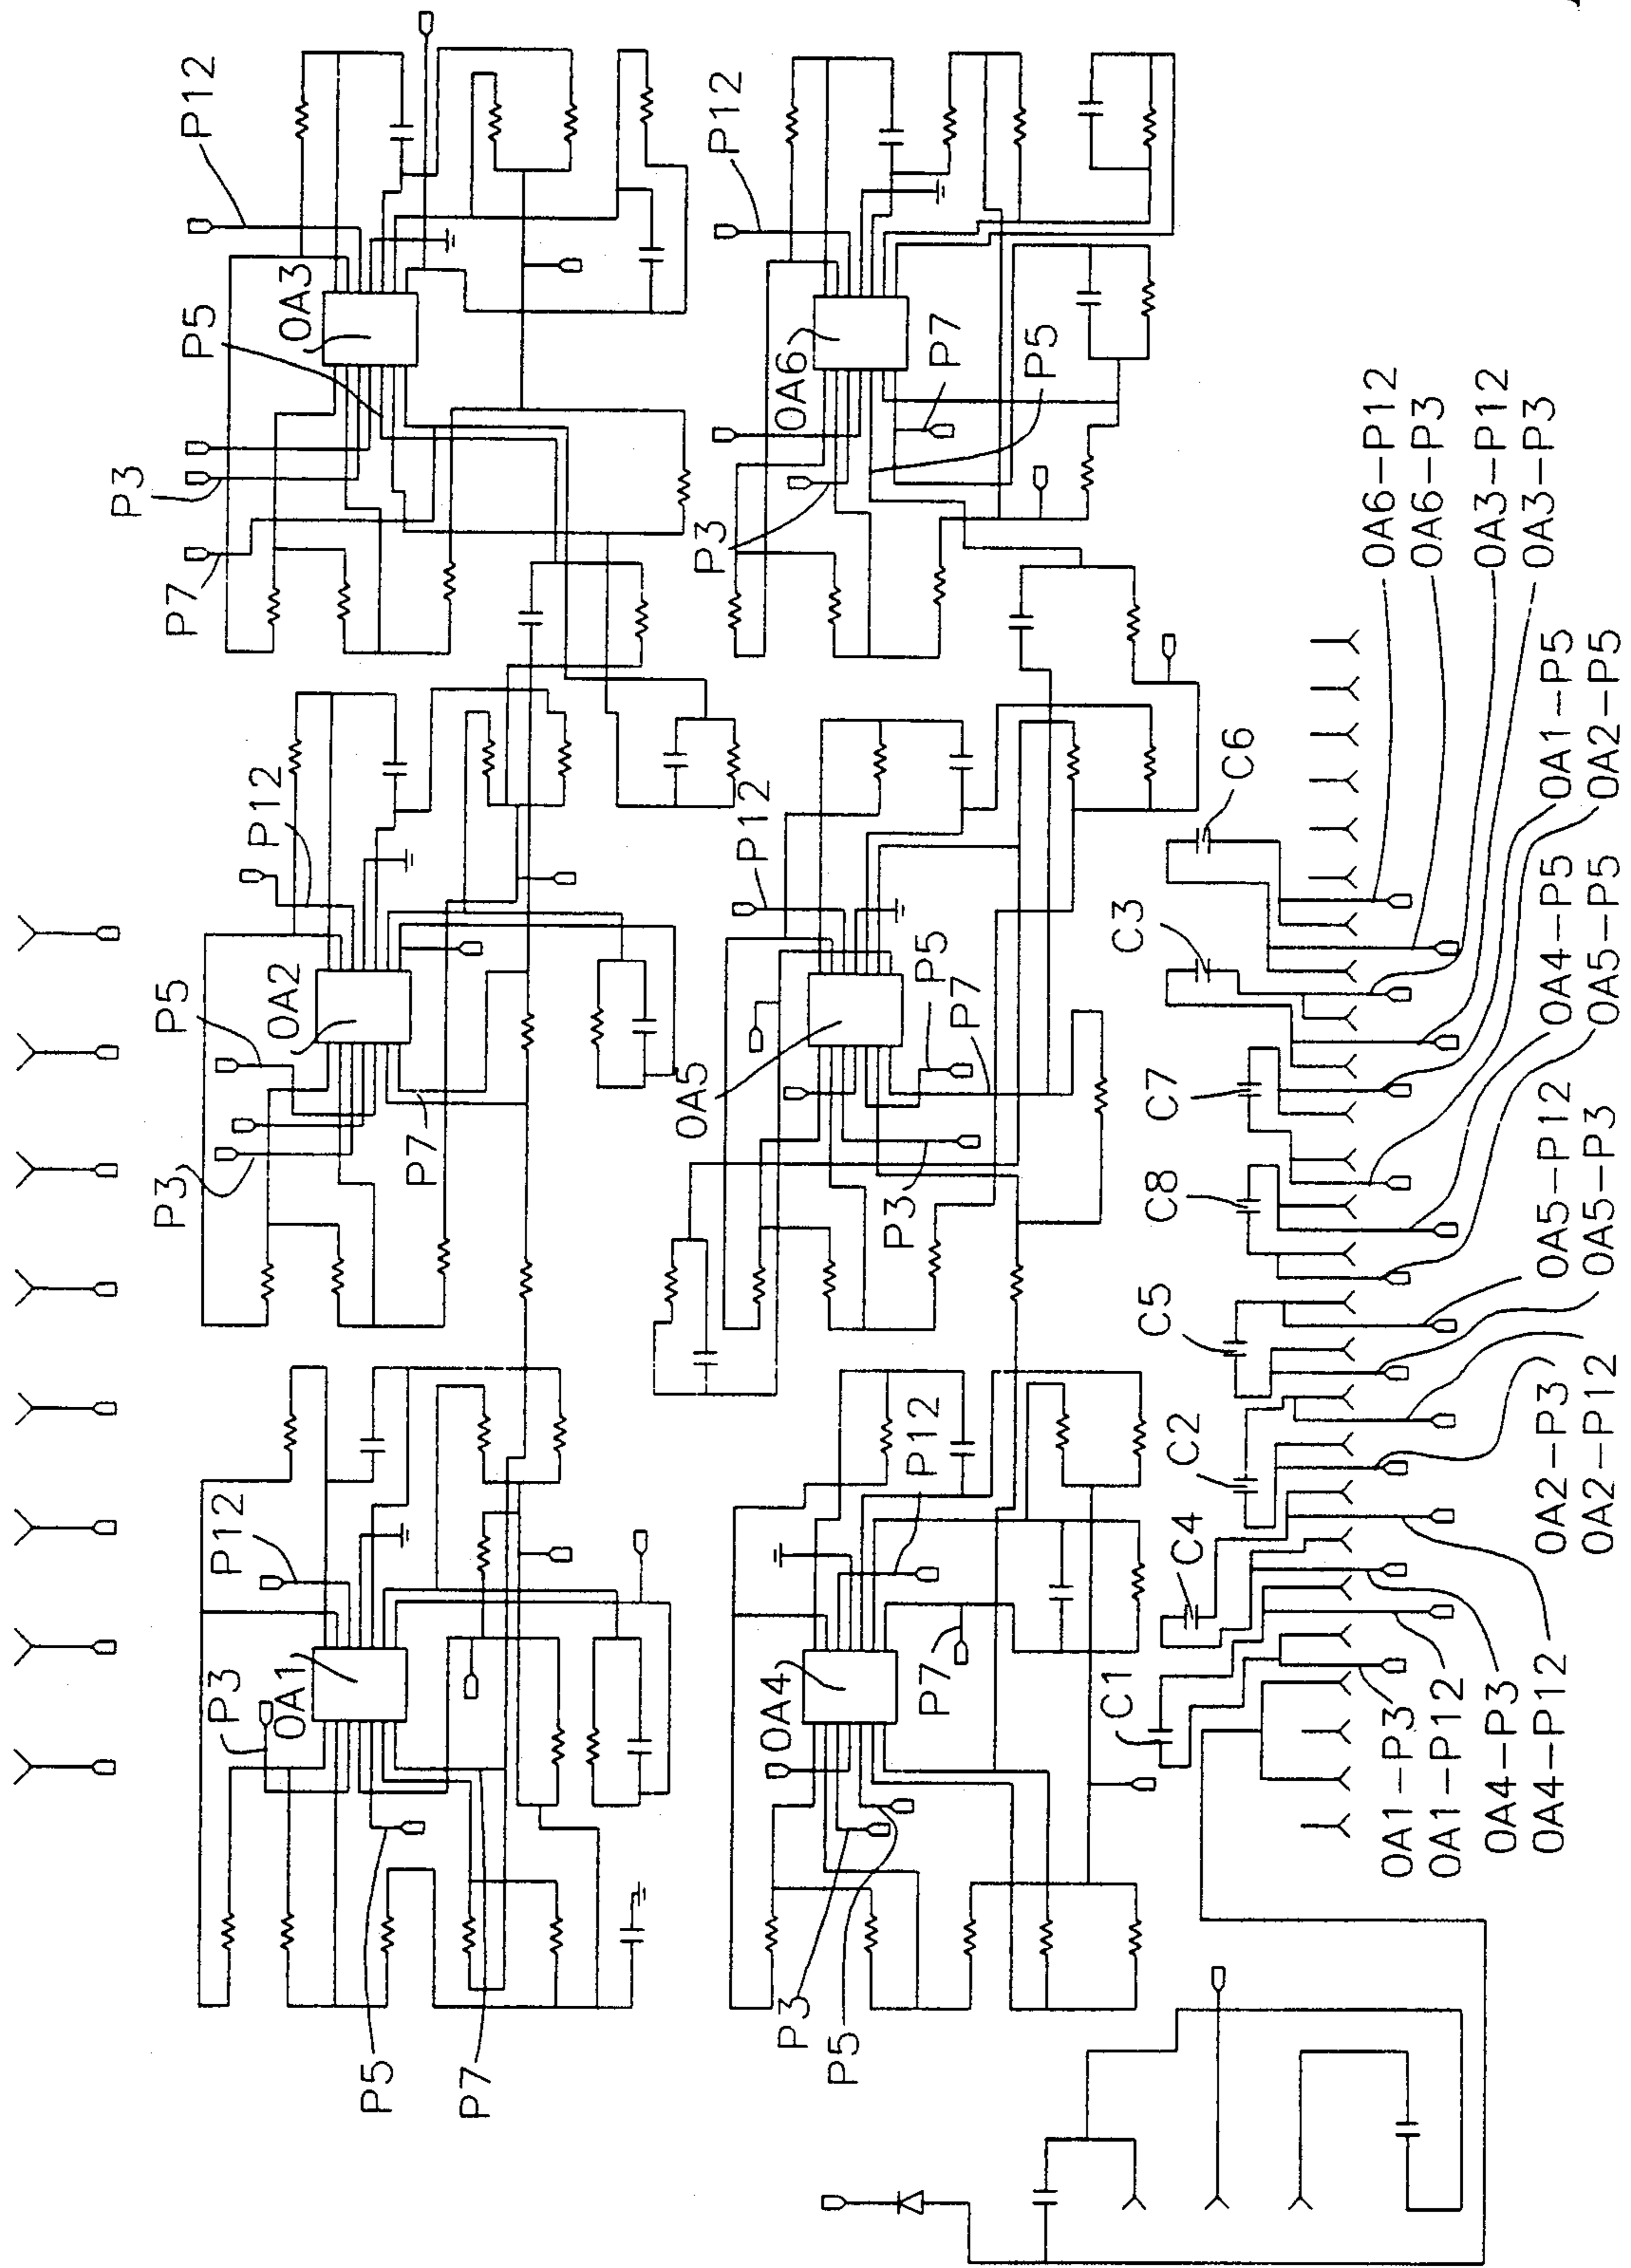 P12
P5
OA3
P3
P7
P12
OA6
P7
P5
P3
P12
P5
OA2
P3
P7
P12
OA5
P5
P7
P3
P12
P3
OA1
P5
P7
P12
OA4
P7
P3
P5
C6
C3
C7
C8
C5
C2
C4
C1
OA6-P12
OA6-P3
OA3-P12
OA3-P3
OA1-P5
OA2-P5
OA4-P5
OA5-P5
OA5-P12
OA5-P3
OA2-P3
OA2-P12
OA1-P3
OA1-P12
OA4-P3
OA4-P12